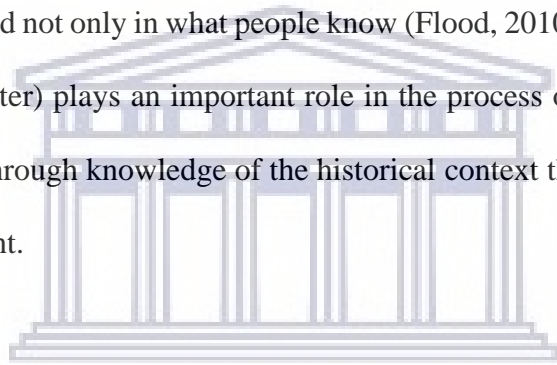 d not only in what people know (Flood, 2010
ter) plays an important role in the process
rough knowledge of the historical context t
nt.